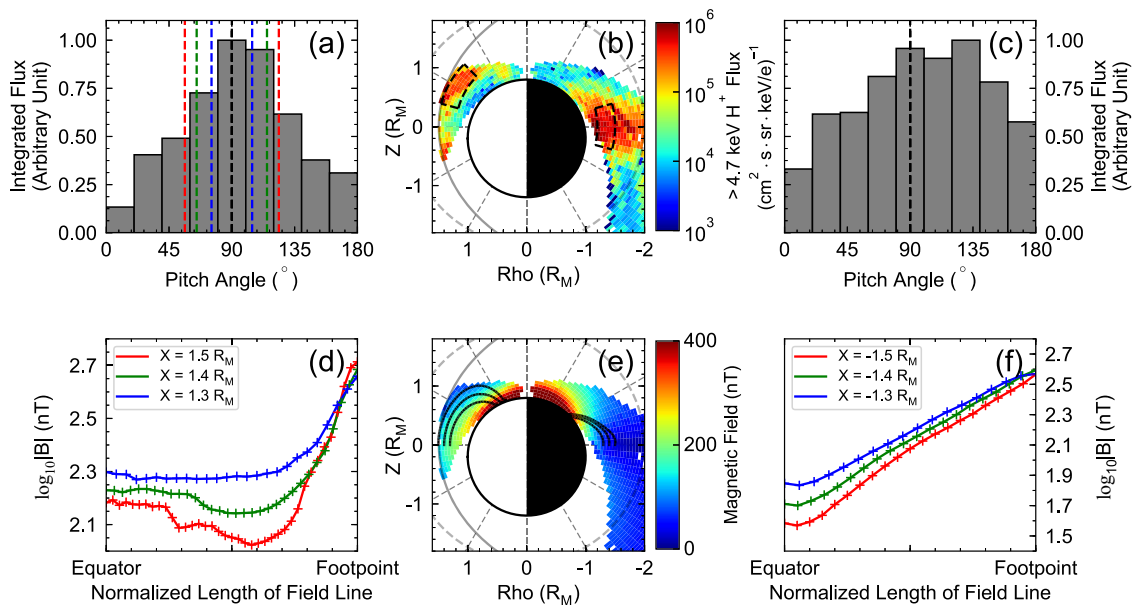 (a)
1.00
0.75
0.50
0.25
0.00
Integrated Flux
(Arbitrary Unit)
0 45 90 135 180
Pitch Angle (°)
(b)
1
0
-1
Z (R_M)
1 0 -1 -2
Rho (R_M)
10^6
10^5
10^4
10^3
>4.7 keV H^+ Flux
(cm^2 · s · sr · keV/e)^-1
(c)
1.00
0.75
0.50
0.25
0.00
Integrated Flux
(Arbitrary Unit)
0 45 90 135 180
Pitch Angle (°)
(d)
X = 1.5 R_M
X = 1.4 R_M
X = 1.3 R_M
2.7
2.5
2.3
2.1
log_10|B| (nT)
Equator Footpoint
Normalized Length of Field Line
(e)
1
0
-1
Z (R_M)
1 0 -1 -2
Rho (R_M)
400
200
0
Magnetic Field (nT)
(f)
X = -1.5 R_M
X = -1.4 R_M
X = -1.3 R_M
2.7
2.5
2.3
2.1
1.9
1.7
1.5
log_10|B| (nT)
Equator Footpoint
Normalized Length of Field Line